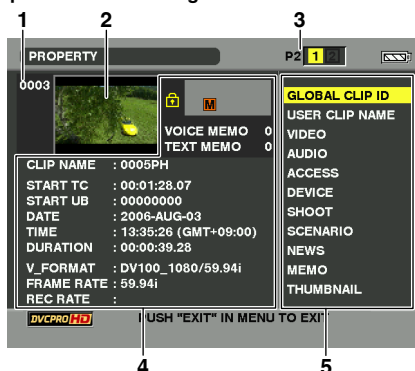 1 2 3
PROPERTY P2 1 2
0003
M
VOICE MEMO 0
TEXT MEMO 0
CLIP NAME : 0005PH
START TC : 00:01:28.07
START UB : 00000000
DATE : 2006-AUG-03
TIME : 13:35:26 (GMT+09:00)
DURATION : 00:00:39.28
V_FORMAT : DV100_1080/59.94i
FRAME RATE : 59.94i
REC RATE :
GLOBAL CLIP ID
USER CLIP NAME
VIDEO
AUDIO
ACCESS
DEVICE
SHOOT
SCENARIO
NEWS
MEMO
THUMBNAIL
DVCPRO HD PUSH "EXIT" IN MENU TO EXIT
4 5